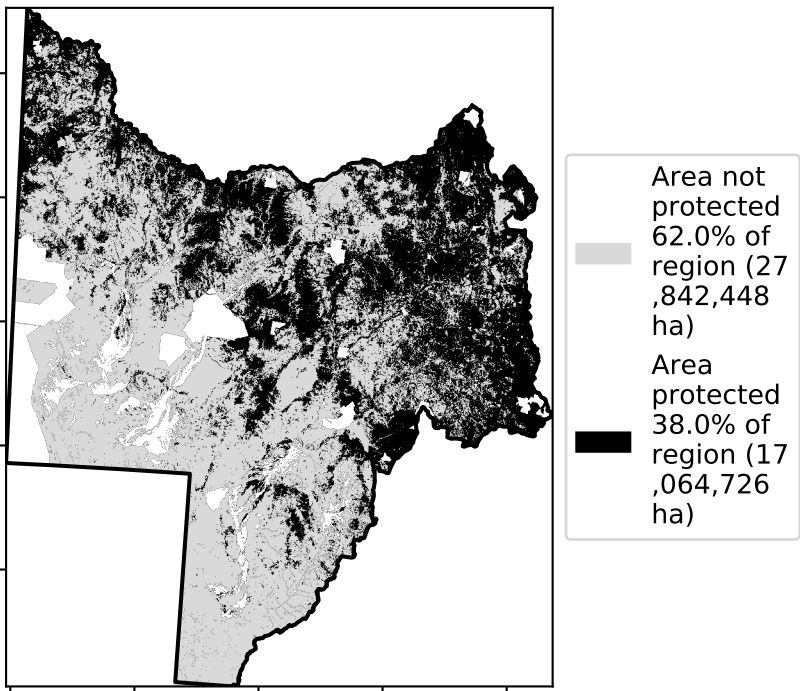 Area not
protected
62.0% of
region (27
,842,448
ha)
Area
protected
38.0% of
region (17
,064,726
ha)